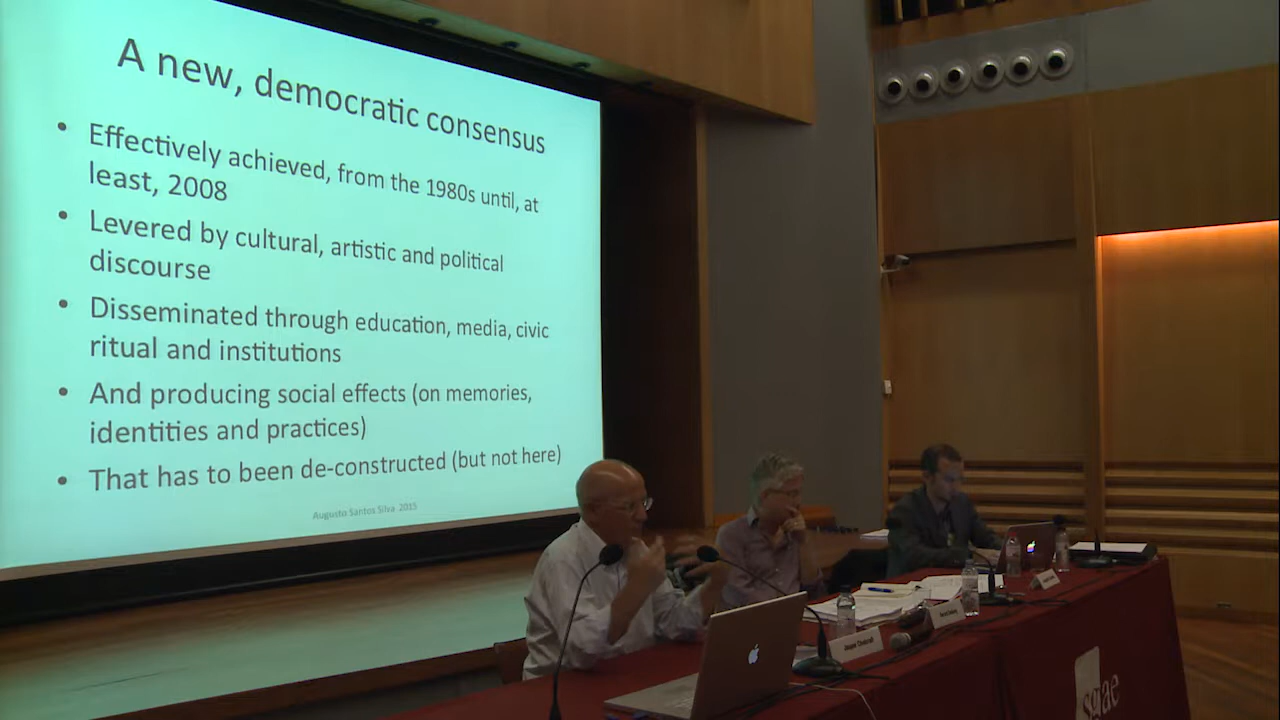 A new, democratic consensus
• Effectively achieved, from the 1980s until, at
least, 2008
• Levered by cultural, artistic and political
discourse
• Disseminated through education, media, civic
ritual and institutions
• And producing social effects (on memories,
identities and practices)
• That has to been de-constructed (but not here)
Augusto Santos Silva 2015
sgae